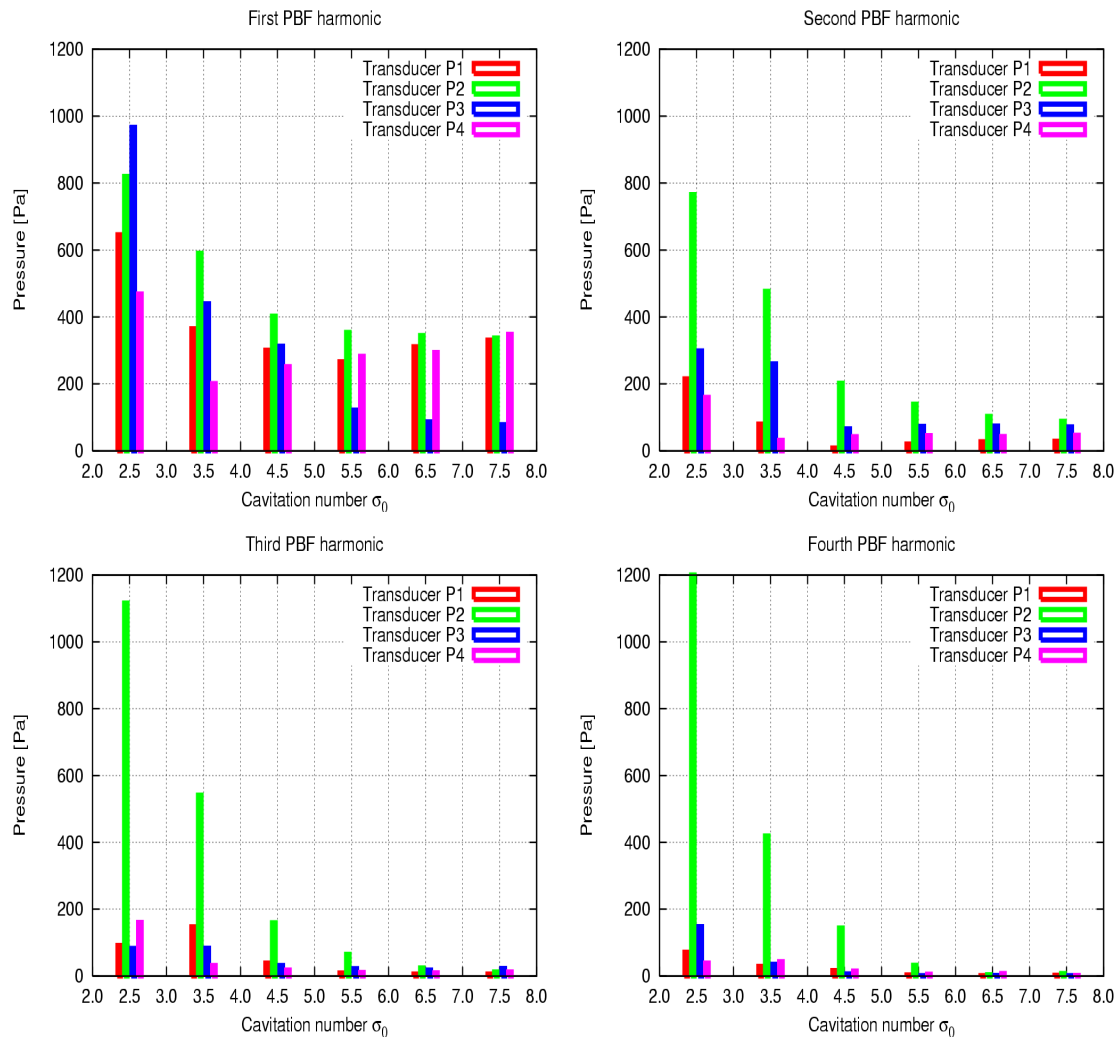 First PBF harmonic
1200
1000
800
600
400
200
0
Pressure [Pa]
Transducer P1
Transducer P2
Transducer P3
Transducer P4
2.0 2.5 3.0 3.5 4.0 4.5 5.0 5.5 6.0 6.5 7.0 7.5 8.0
Cavitation number σ₀
Second PBF harmonic
1200
1000
800
600
400
200
0
Pressure [Pa]
Transducer P1
Transducer P2
Transducer P3
Transducer P4
2.0 2.5 3.0 3.5 4.0 4.5 5.0 5.5 6.0 6.5 7.0 7.5 8.0
Cavitation number σ₀
Third PBF harmonic
1200
1000
800
600
400
200
0
Pressure [Pa]
Transducer P1
Transducer P2
Transducer P3
Transducer P4
2.0 2.5 3.0 3.5 4.0 4.5 5.0 5.5 6.0 6.5 7.0 7.5 8.0
Cavitation number σ₀
Fourth PBF harmonic
1200
1000
800
600
400
200
0
Pressure [Pa]
Transducer P1
Transducer P2
Transducer P3
Transducer P4
2.0 2.5 3.0 3.5 4.0 4.5 5.0 5.5 6.0 6.5 7.0 7.5 8.0
Cavitation number σ₀